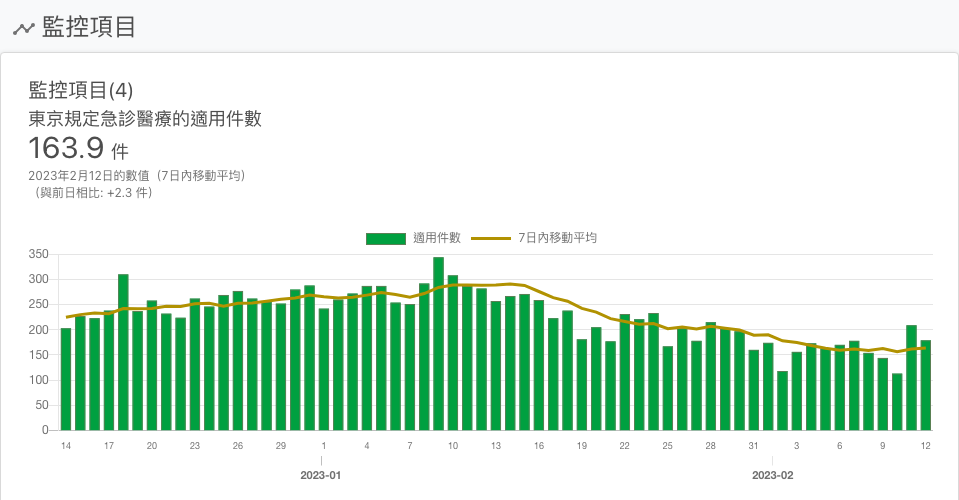 監控項目
監控項目(4)
東京規定急診醫療的適用件數
163.9 件
2023年2月12日的數值（7日內移動平均）
（與前日相比: +2.3 件）
適用件數 7日內移動平均
350
300
250
200
150
100
50
0
14 17 20 23 26 29 1 4 7 10 13 16 19 22 25 28 31 3 6 9 12
2023-01 2023-02